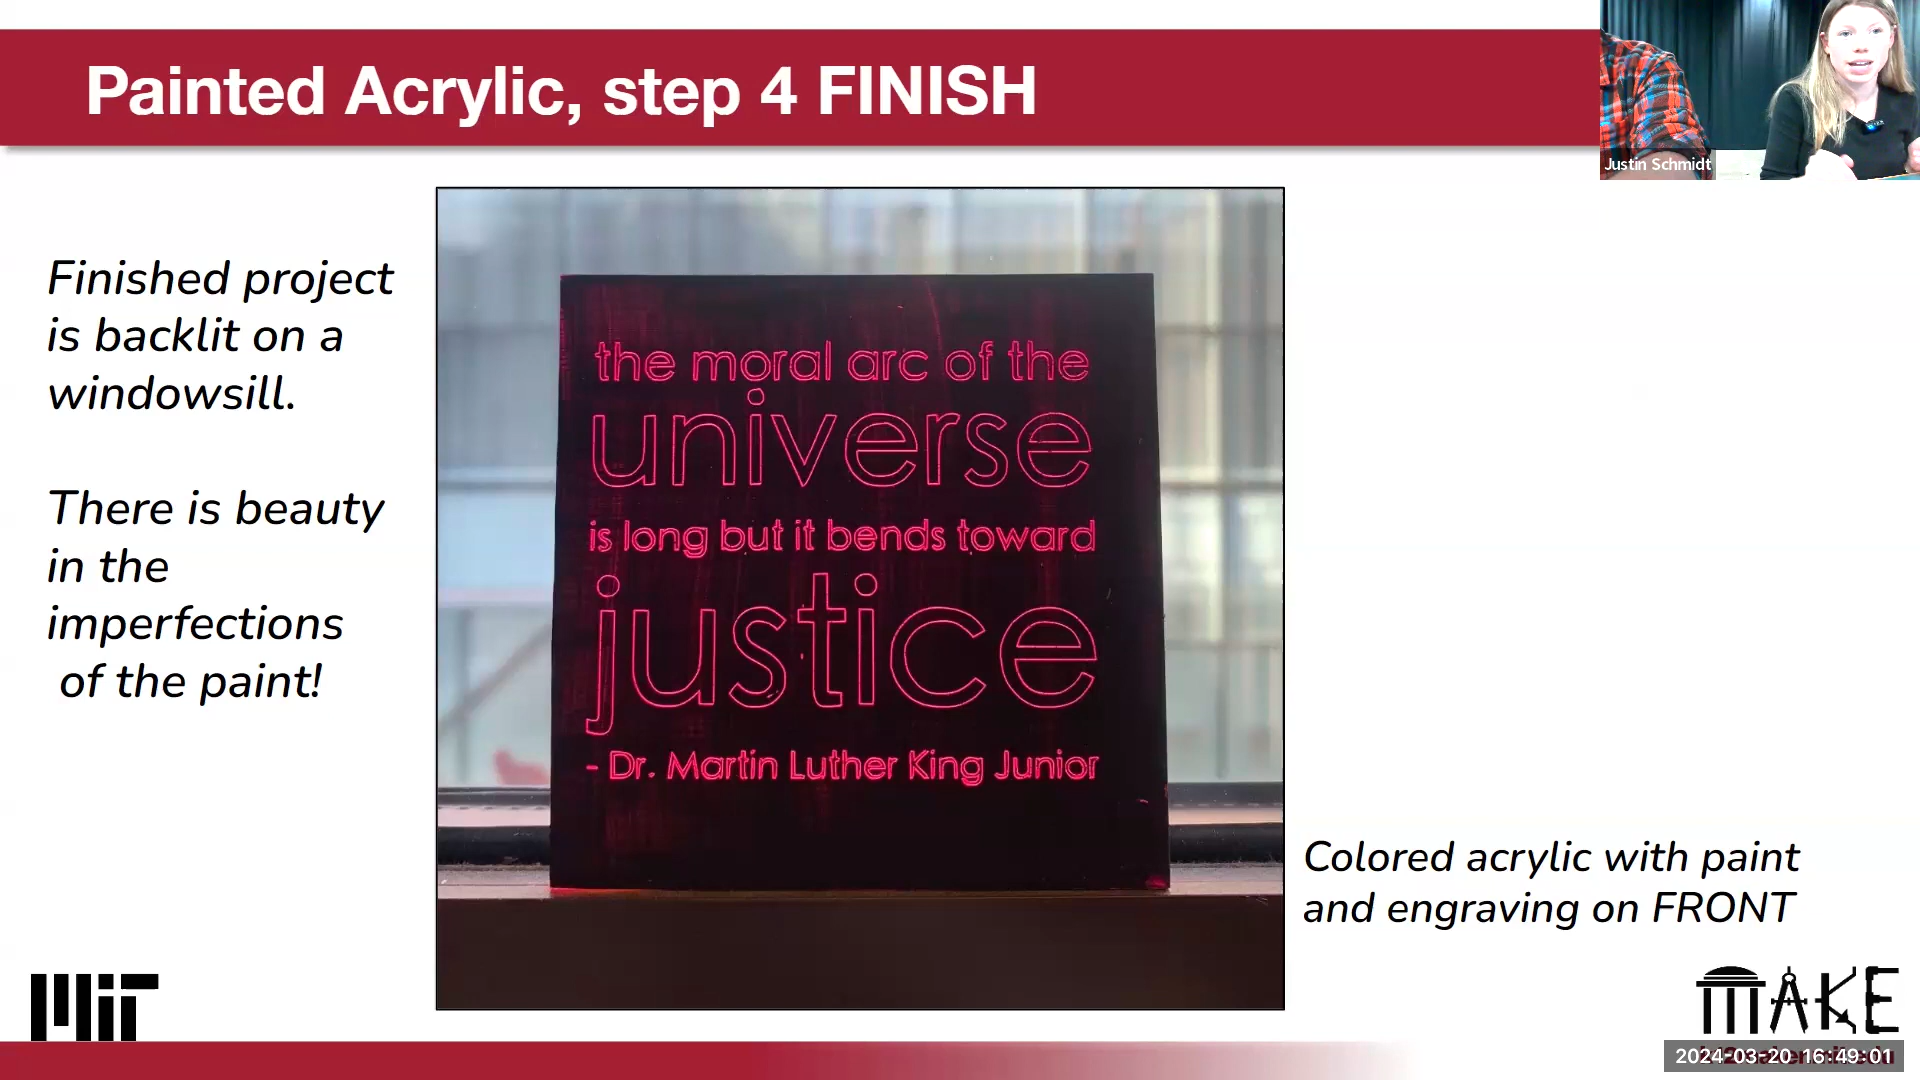 Painted Acrylic, step 4 FINISH
Justin Schmidt
Finished project
is backlit on a
windowsill.
There is beauty
in the
imperfections
of the paint!
the moral arc of the
universe
is long but it bends toward
justice
- Dr. Martin Luther King Junior
Colored acrylic with paint
and engraving on FRONT
MIT
MAKE
2024-03-20 16:49:01